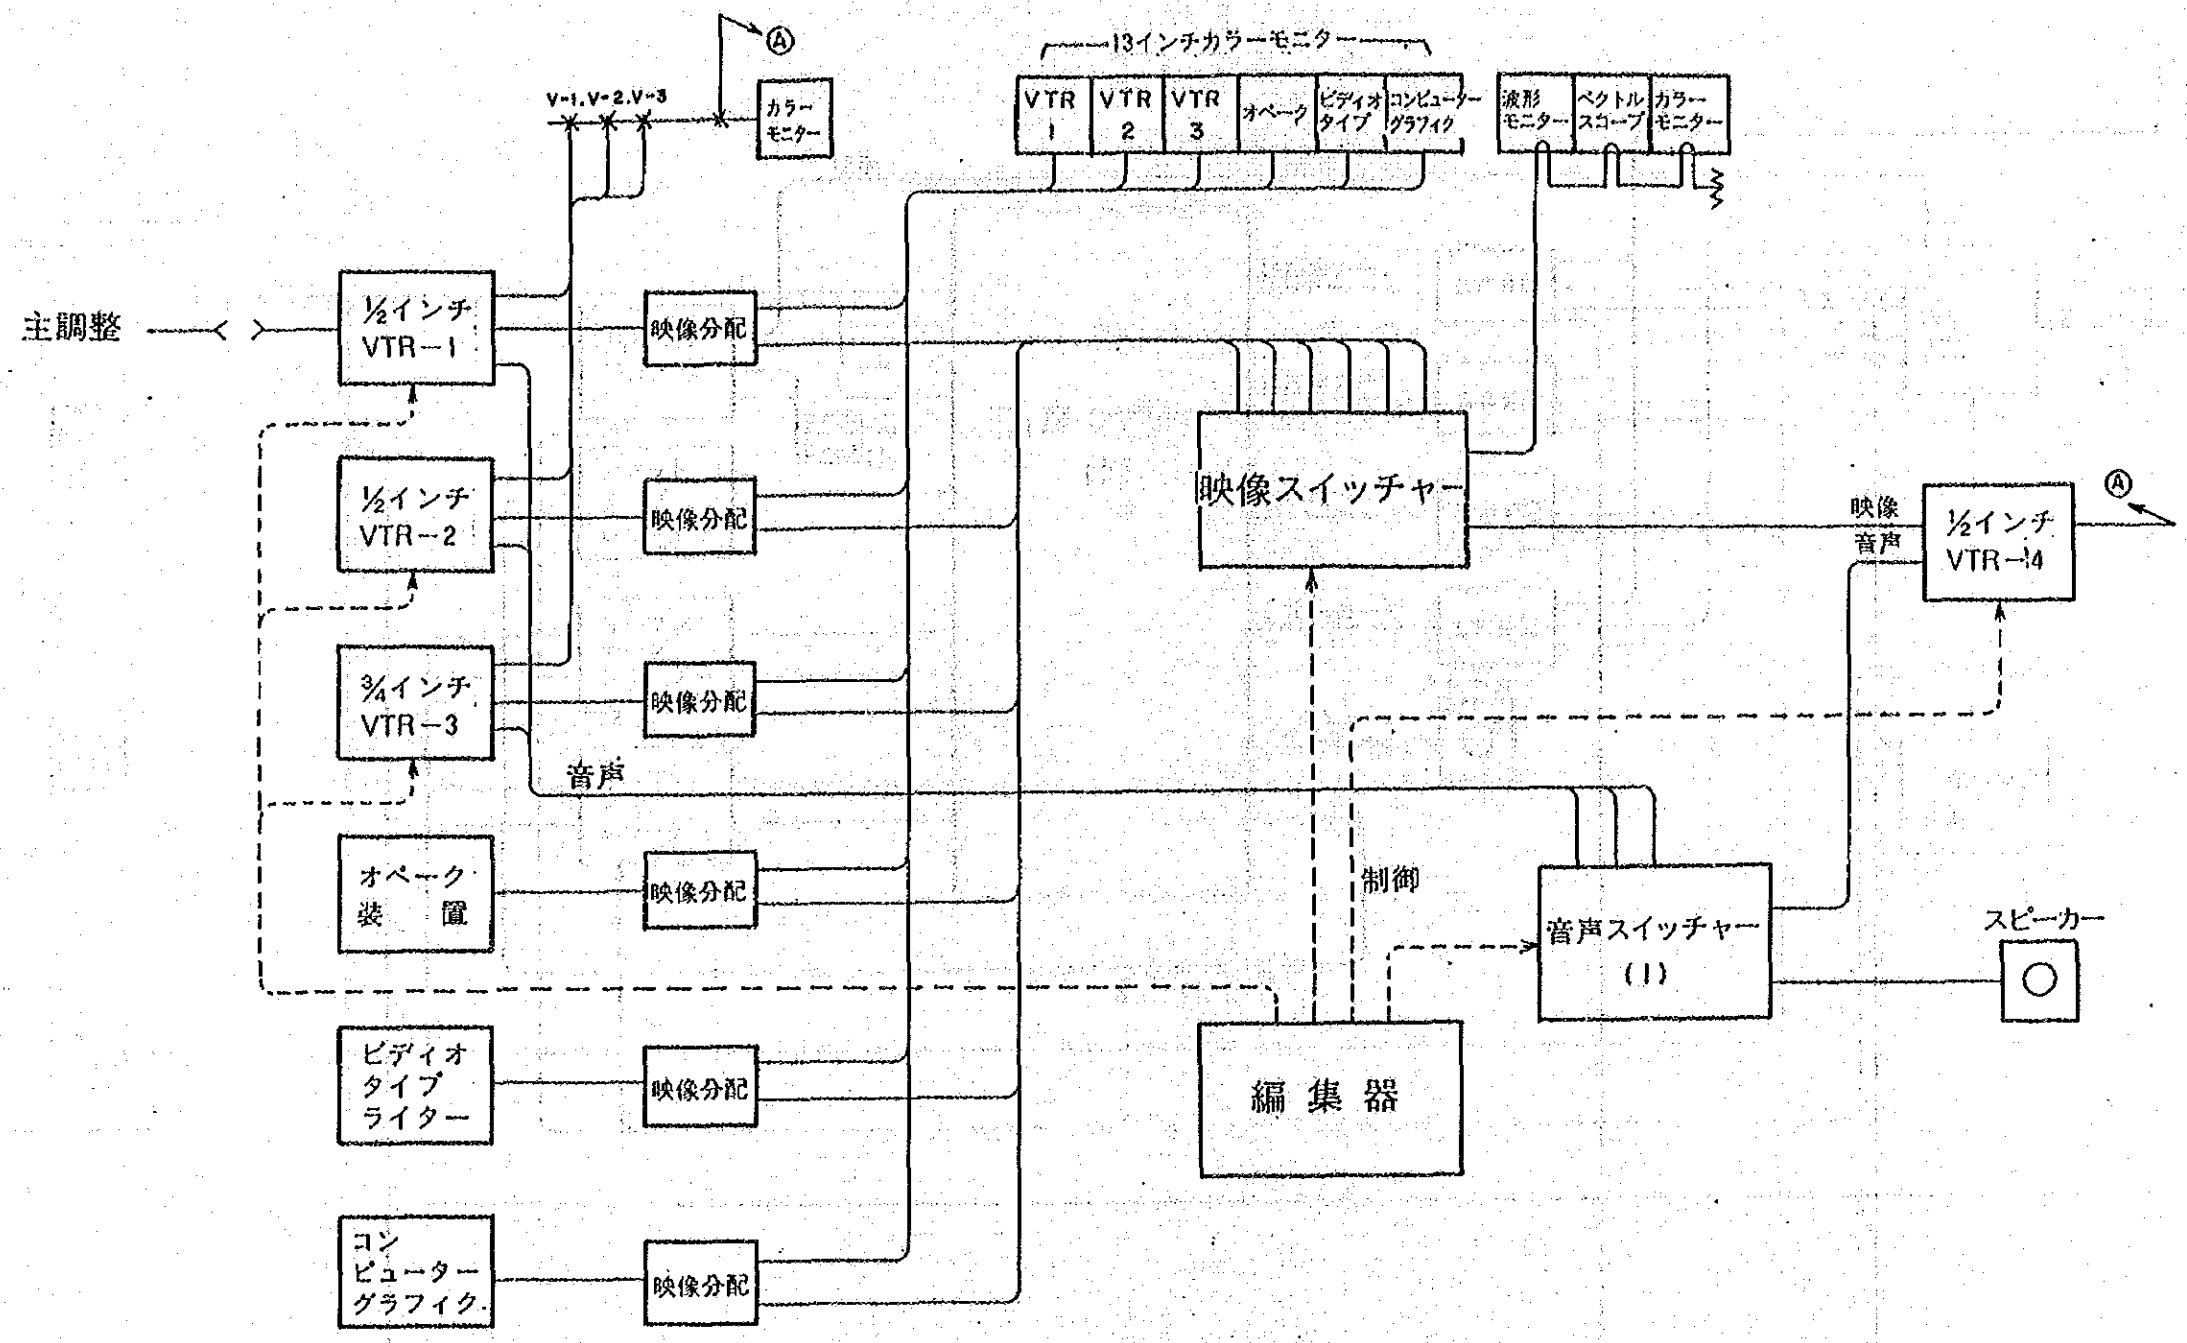 Ⓐ
13インチカラーモニタ
V-1.V-2.V-3
カラー
モニター
VTR
1
VTR
2
VTR
3
オペーク
ビディオ
タイプ
コンピューター
グラフィク
波形
モニター
ベクトル
スコープ
カラー
モニター
主調整
1/2インチ
VTR-1
映像分配
1/2インチ
VTR-2
映像分配
映像スイッチャー
映像
音声
1/2インチ
VTR-4
Ⓐ
3/4インチ
VTR-3
映像分配
音声
オペーク
装 置
映像分配
制御
音声スイッチャー
(1)
スピーカー
ビディオ
タイプ
ライター
映像分配
編集器
コン
ピューター
グラフィク
映像分配